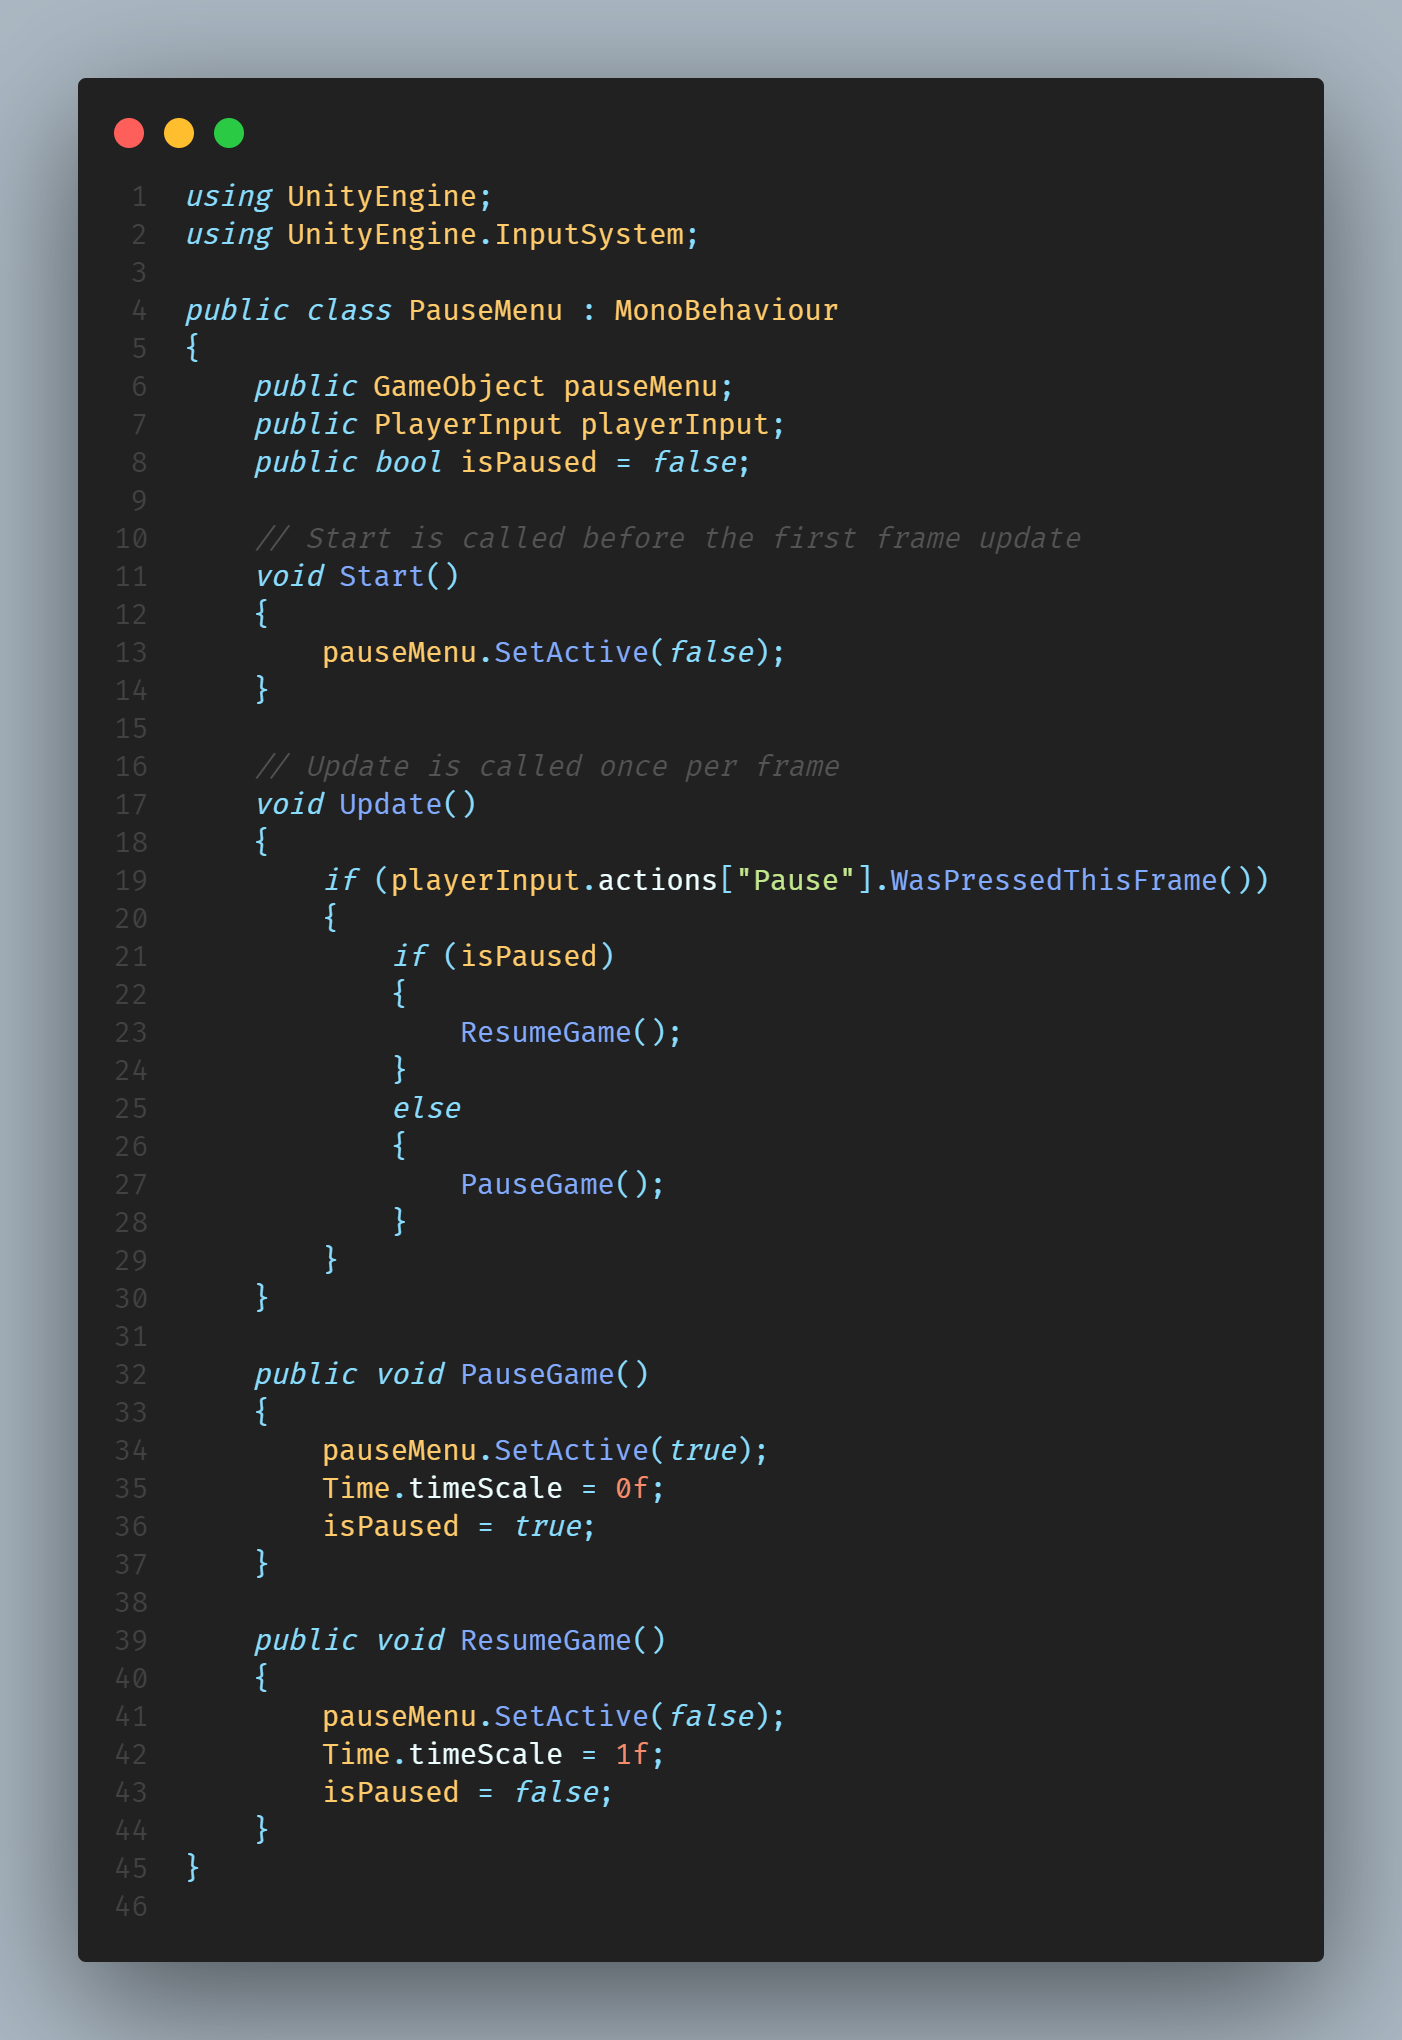 1 using UnityEngine;
2 using UnityEngine.InputSystem;
3
4 public class PauseMenu : MonoBehaviour
5 {
6     public GameObject pauseMenu;
7     public PlayerInput playerInput;
8     public bool isPaused = false;
9
10     // Start is called before the first frame update
11     void Start()
12     {
13         pauseMenu.SetActive(false);
14     }
15
16     // Update is called once per frame
17     void Update()
18     {
19         if (playerInput.actions["Pause"].WasPressedThisFrame())
20         {
21             if (isPaused)
22             {
23                 ResumeGame();
24             }
25             else
26             {
27                 PauseGame();
28             }
29         }
30     }
31
32     public void PauseGame()
33     {
34         pauseMenu.SetActive(true);
35         Time.timeScale = 0f;
36         isPaused = true;
37     }
38
39     public void ResumeGame()
40     {
41         pauseMenu.SetActive(false);
42         Time.timeScale = 1f;
43         isPaused = false;
44     }
45 }
46